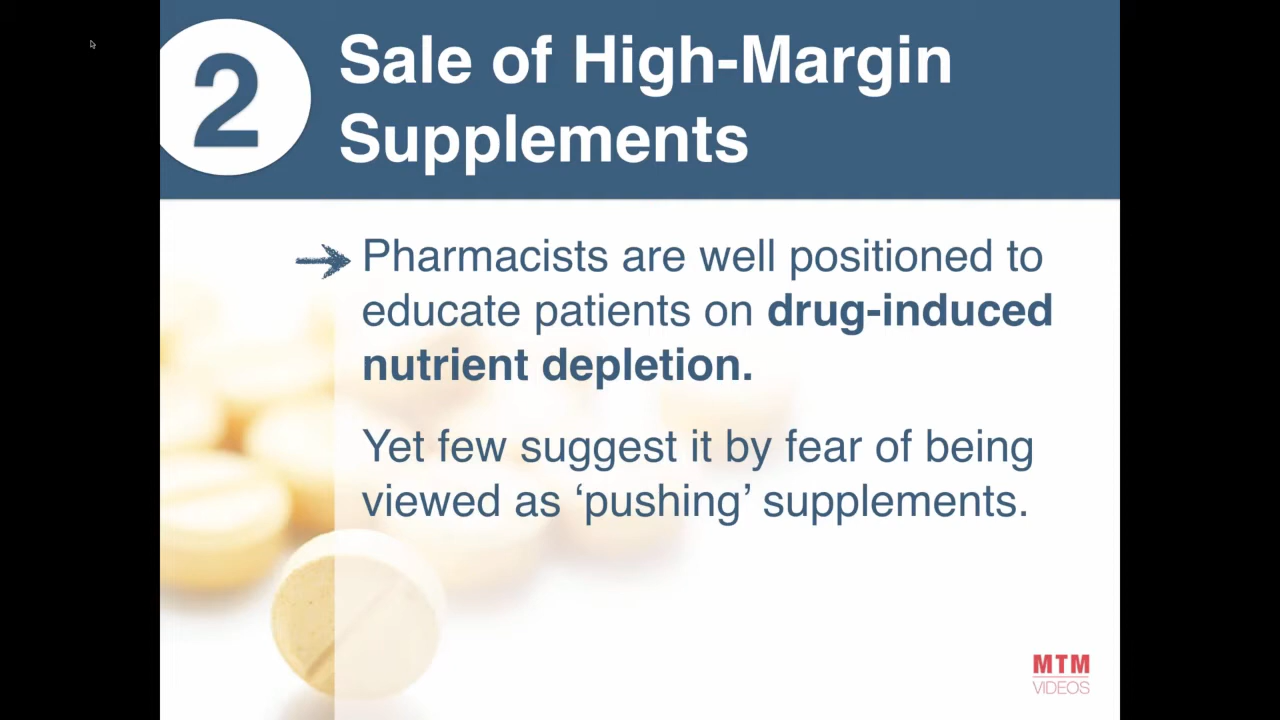 2
Sale of High-Margin
Supplements
Pharmacists are well positioned to
educate patients on drug-induced
nutrient depletion.
Yet few suggest it by fear of being
viewed as ‘pushing’ supplements.
MTM
VIDEOS